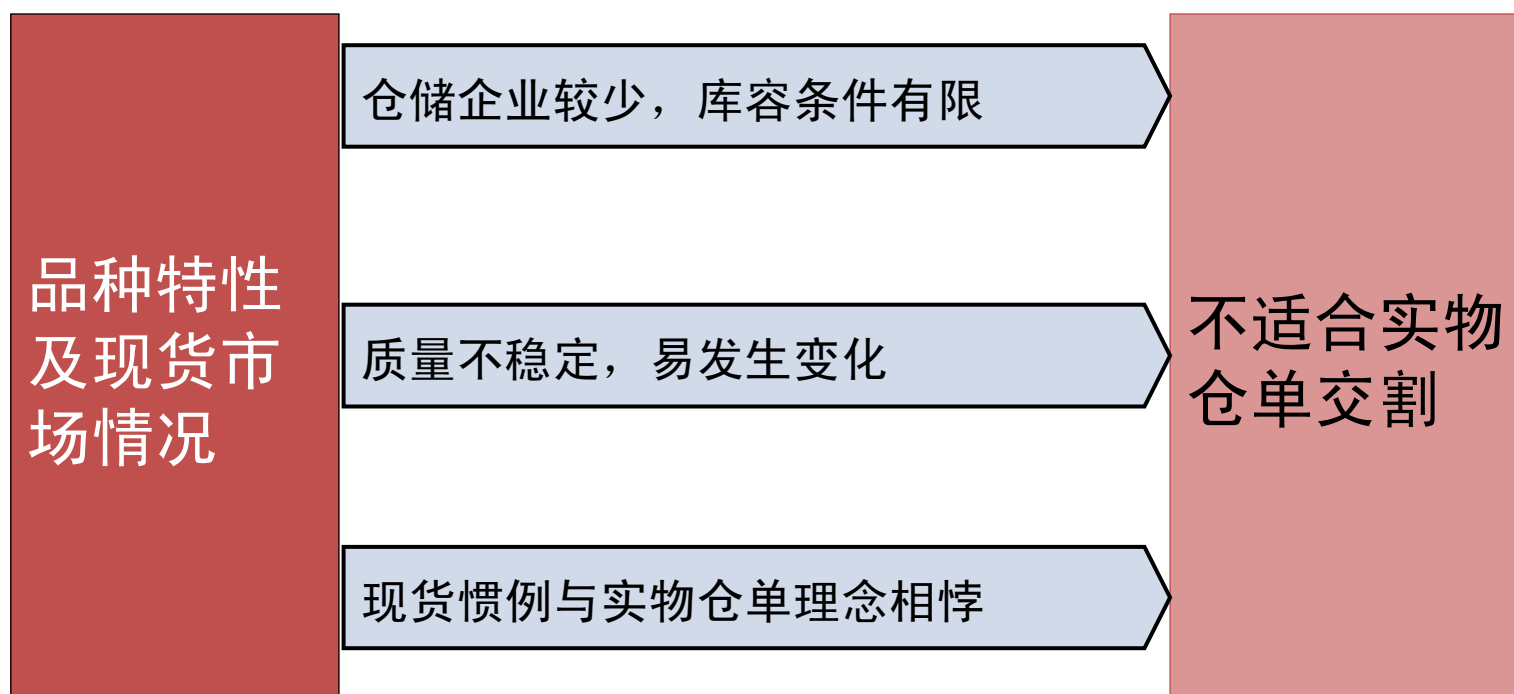 品种特性
及现货市
场情况
仓储企业较少，库容条件有限
质量不稳定，易发生变化
现货惯例与实物仓单理念相悖
不适合实物
仓单交割